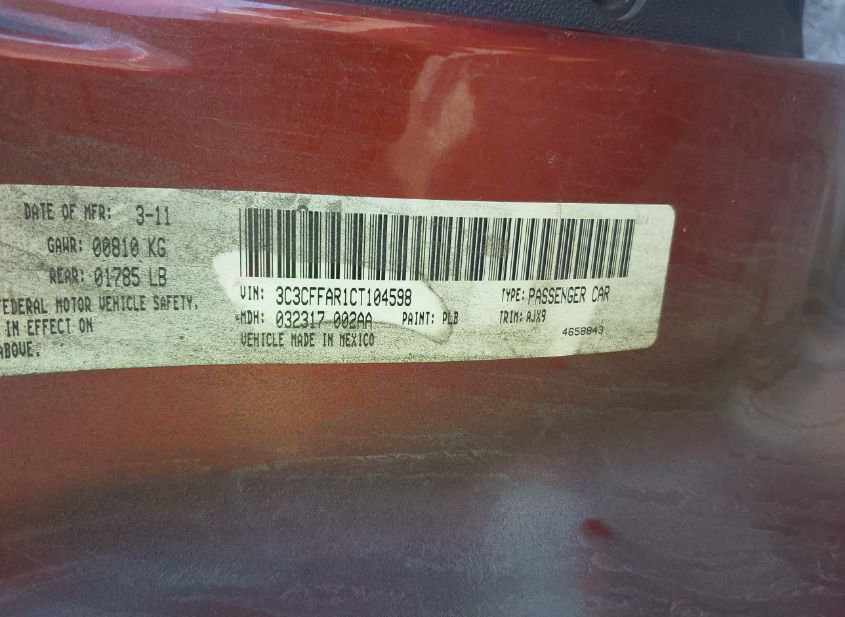 DATE OF MFR: 3-11
GAWR: 00810 KG
REAR: 01785 LB
FEDERAL MOTOR VEHICLE SAFETY,
IN EFFECT ON
ABOVE.
VIN: 3C3CFFAR1CT104598 TYPE: PASSENGER CAR
MDH: 032317 002AA PAINT: PLB TRIM: AJX9
VEHICLE MADE IN MEXICO 4658843